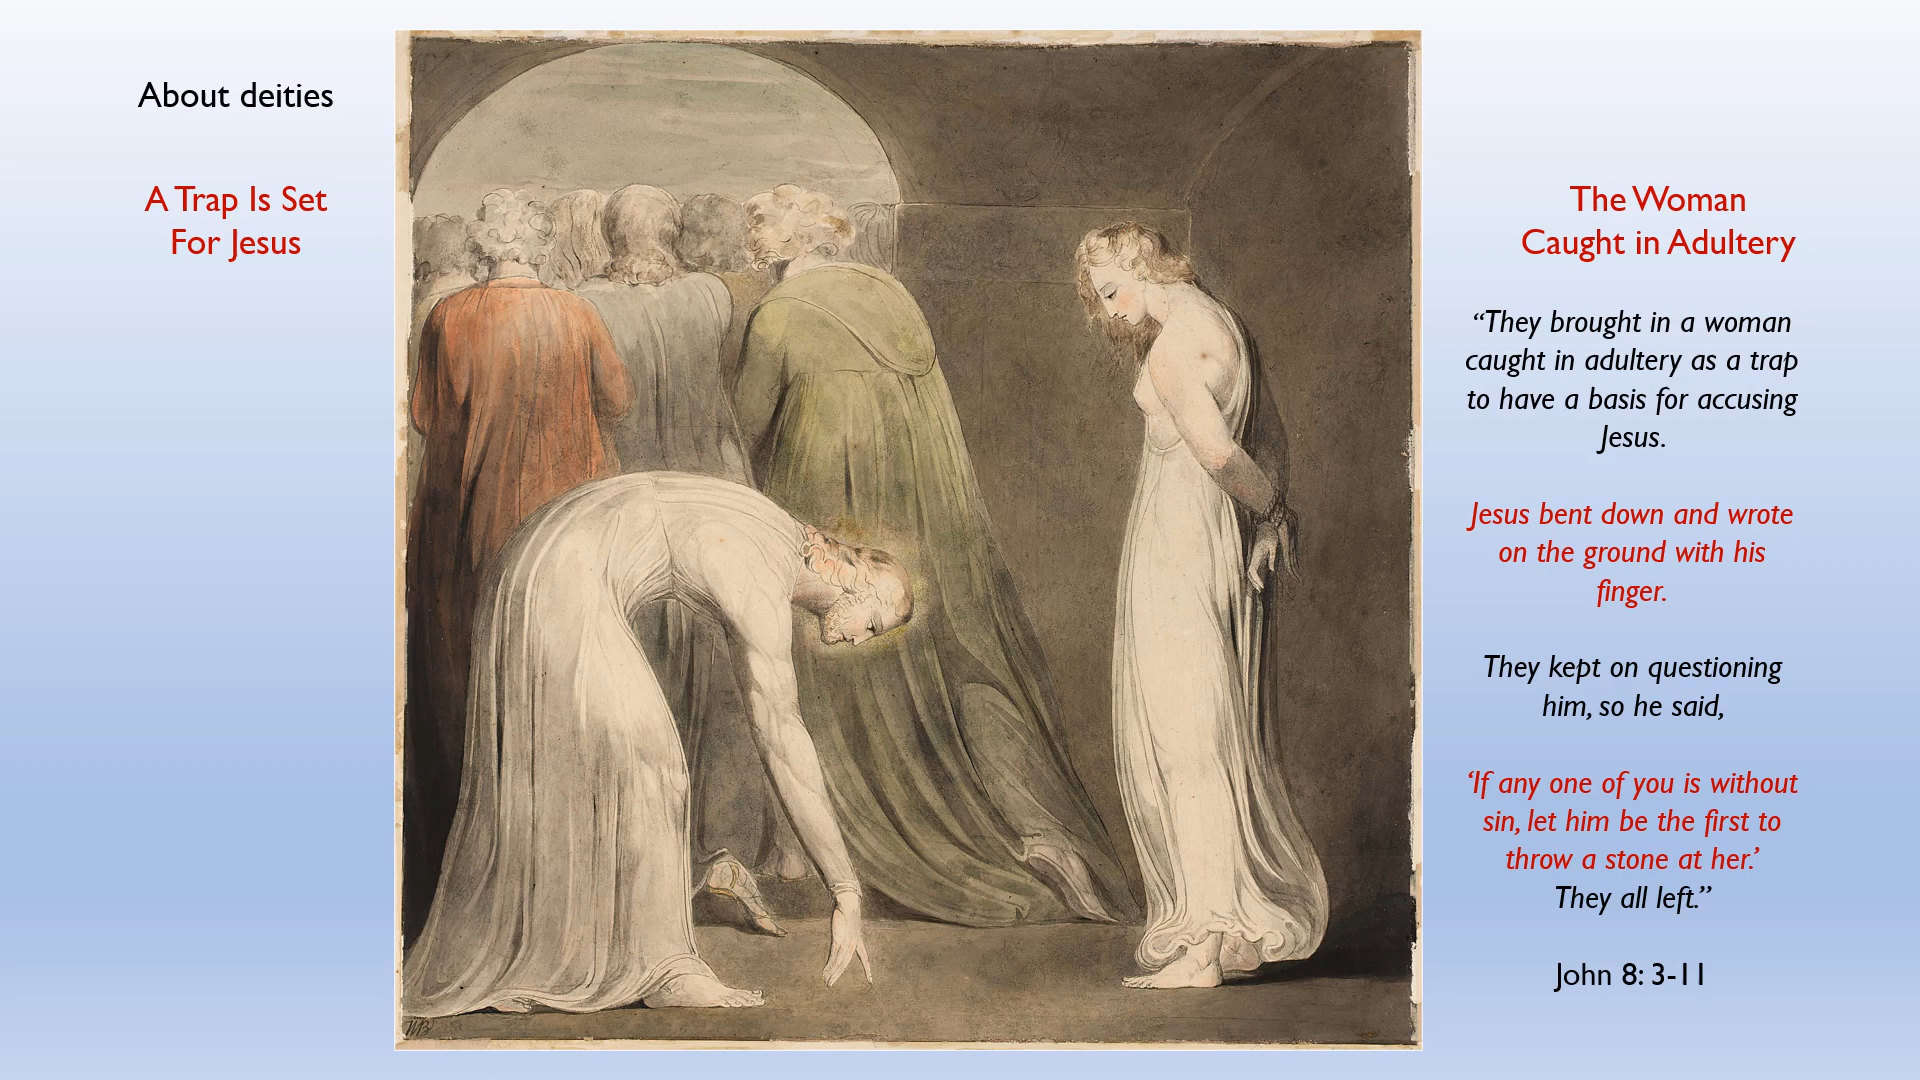 About deities
A Trap Is Set
For Jesus
The Woman
Caught in Adultery
“They brought in a woman
caught in adultery as a trap
to have a basis for accusing
Jesus.
Jesus bent down and wrote
on the ground with his
finger.
They kept on questioning
him, so he said,
‘If any one of you is without
sin, let him be the first to
throw a stone at her.’
They all left.”
John 8: 3-11
WB